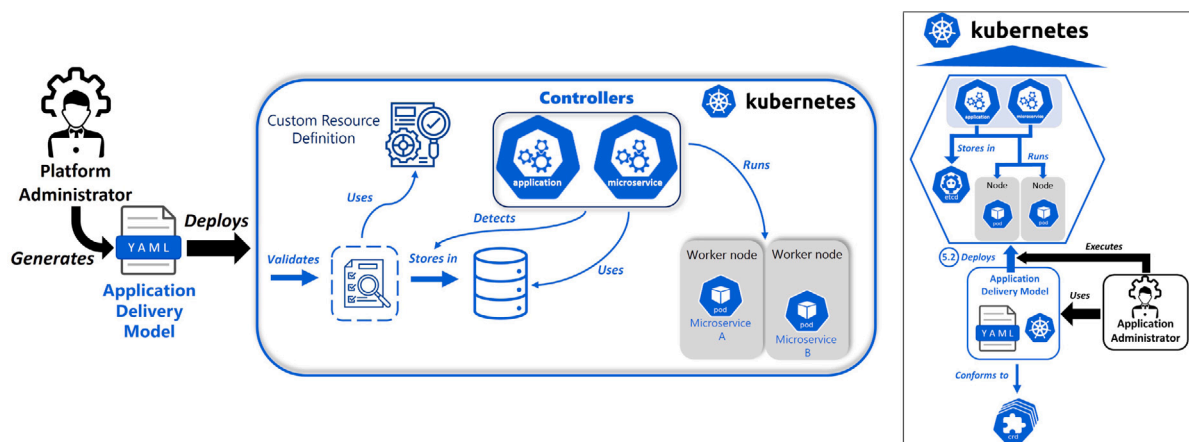 Platform
Administrator
Generates
YAML
Application
Delivery
Model
Deploys
Custom Resource
Definition
Controllers
kubernetes
application
microservice
Uses
Runs
Detects
Validates
Stores in
Uses
Worker node
Worker node
pod
Microservice
A
pod
Microservice
B
kubernetes
application
microservice
Stores in
Runs
etcd
Node
Node
pod
pod
5.2
Deploys
Executes
Application
Delivery Model
YAML
Uses
Application
Administrator
Conforms to
crd